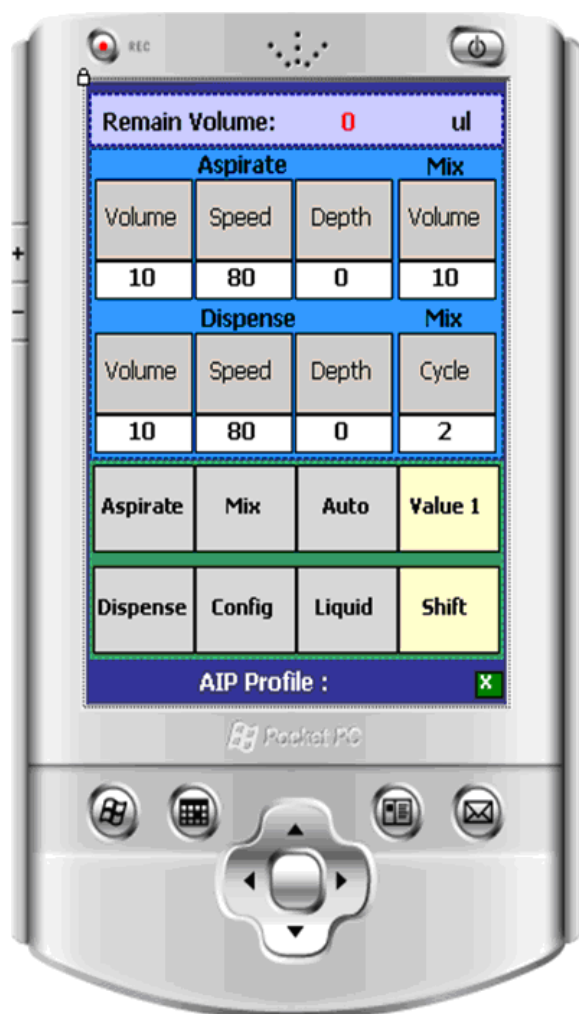 REC
Remain Volume: 0 ul
Aspirate Mix
Volume Speed Depth Volume
10 80 0 10
Dispense Mix
Volume Speed Depth Cycle
10 80 0 2
Aspirate Mix Auto Value 1
Dispense Config Liquid Shift
AIP Profile : X
Pocket PC